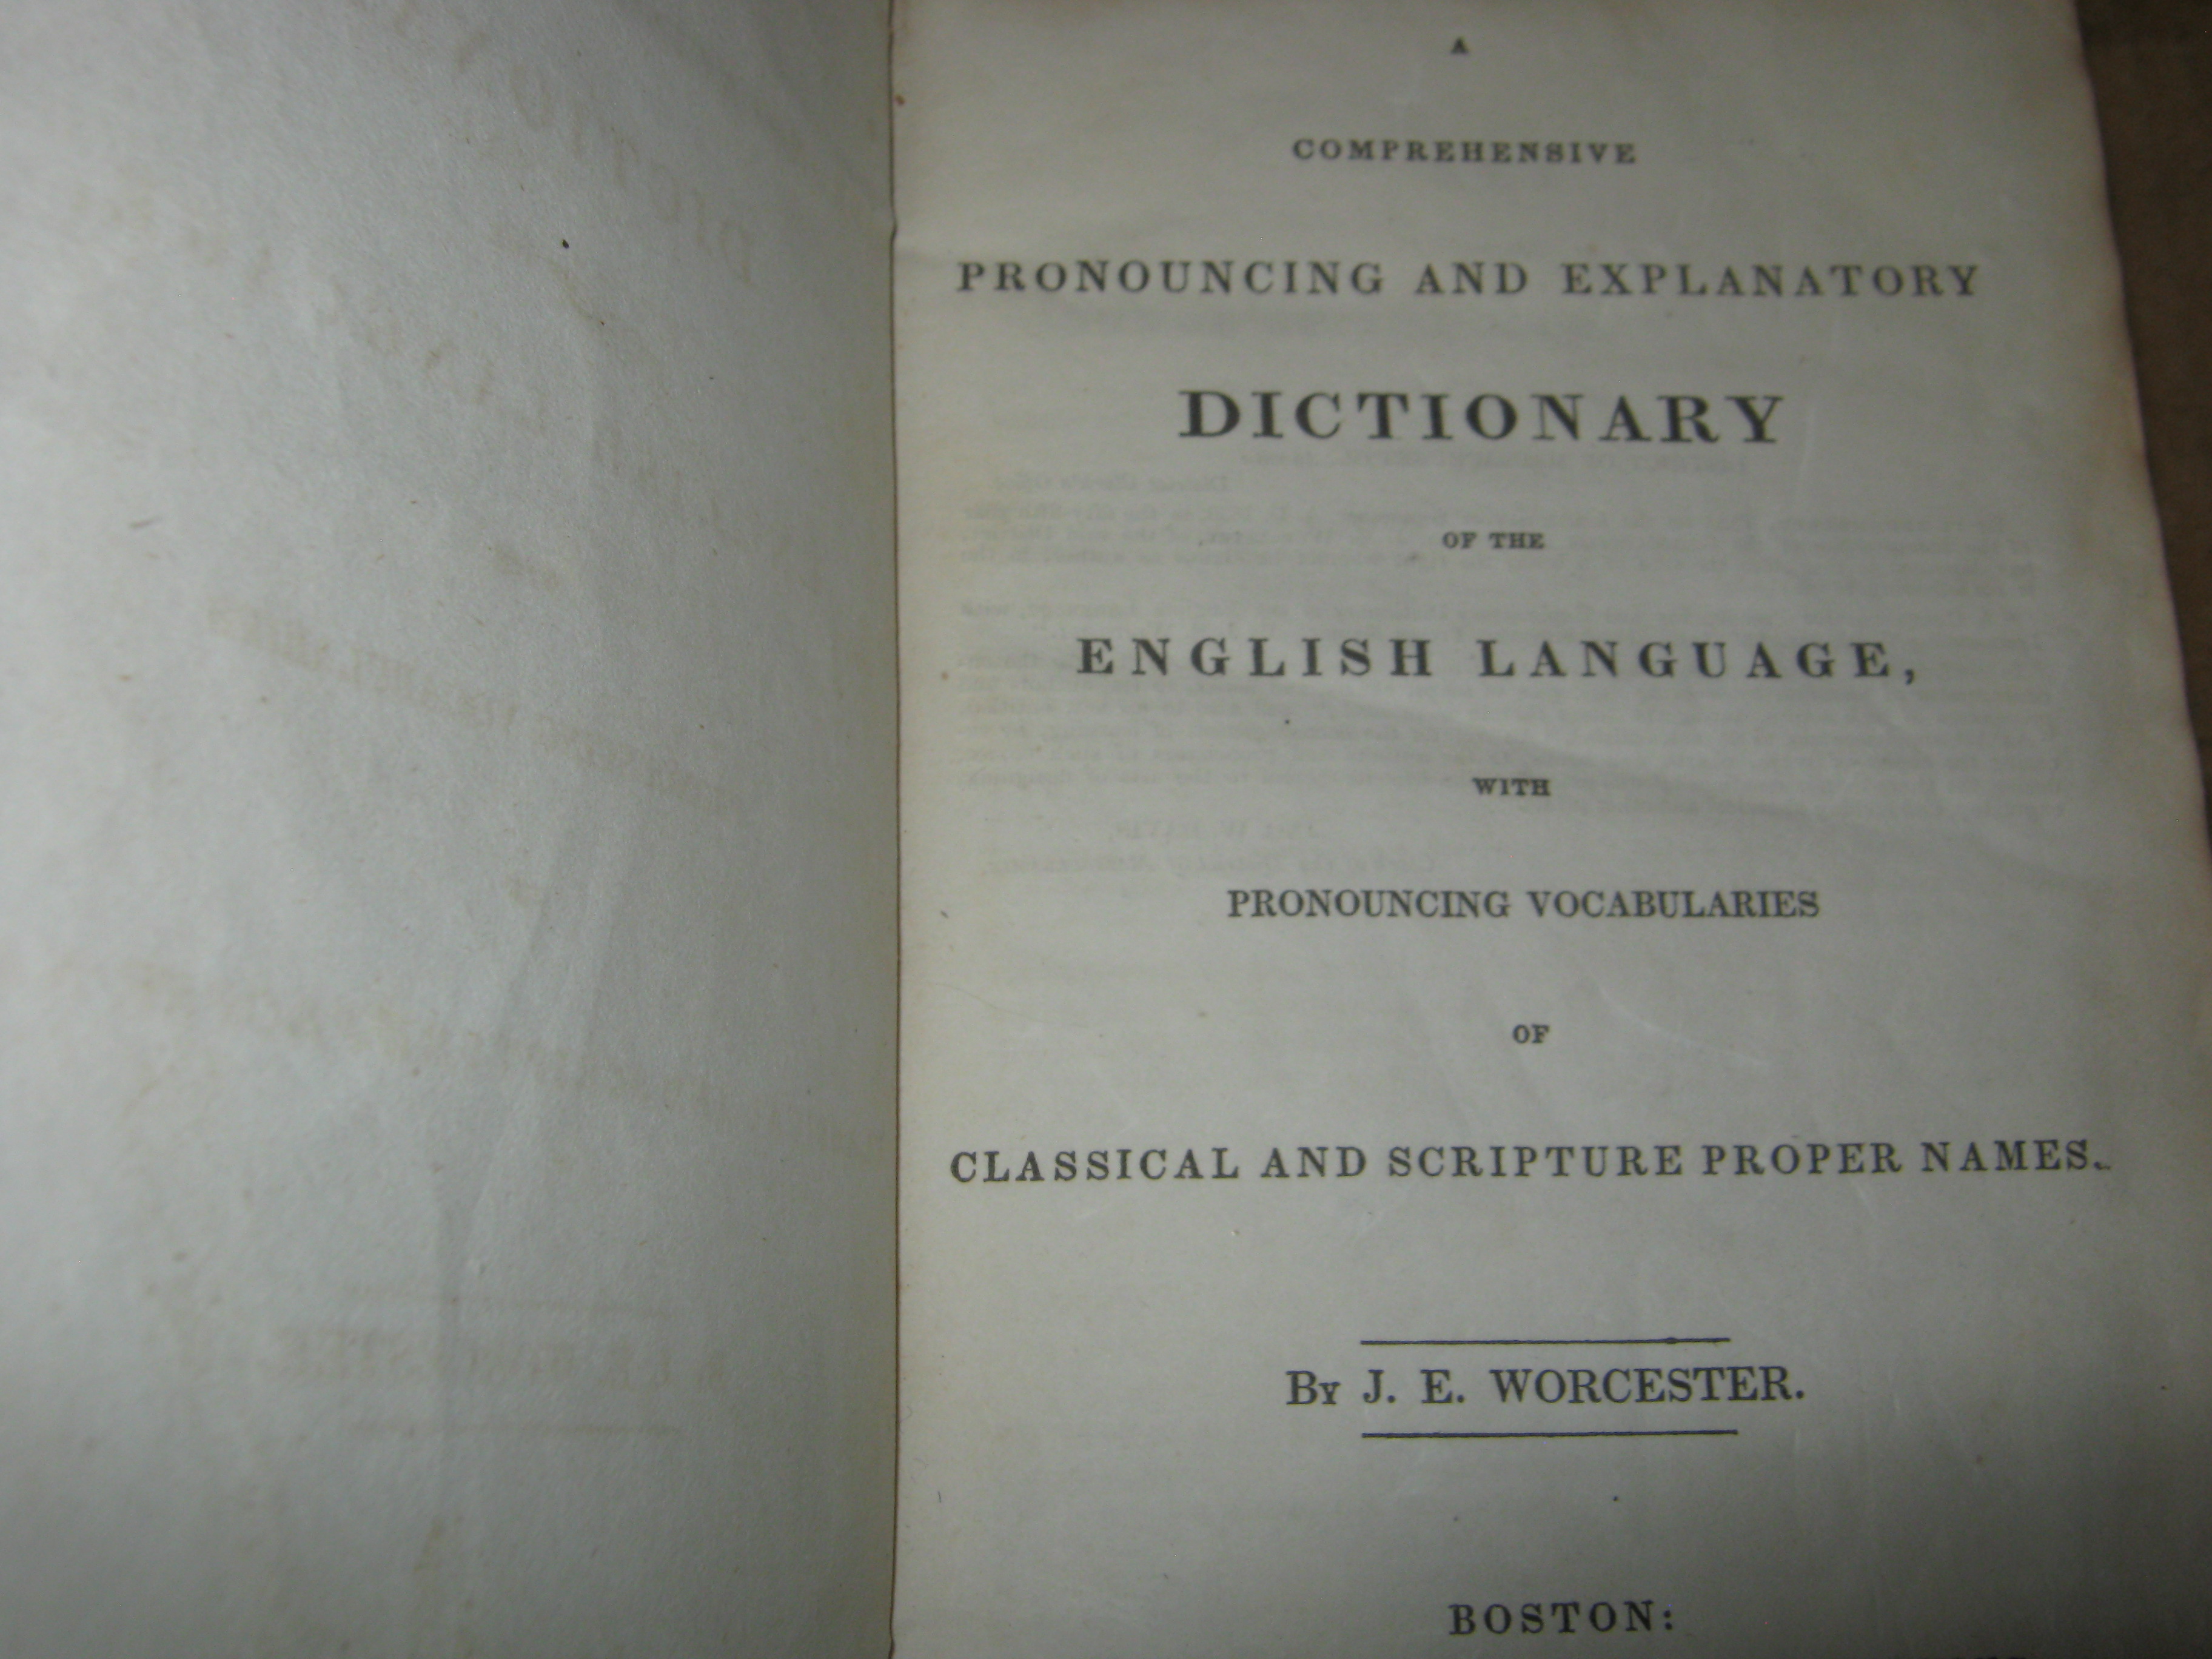 A
COMPREHENSIVE
PRONOUNCING AND EXPLANATORY
DICTIONARY
OF THE
ENGLISH LANGUAGE,
WITH
PRONOUNCING VOCABULARIES
OF
CLASSICAL AND SCRIPTURE PROPER NAMES.
By J. E. WORCESTER.
BOSTON: